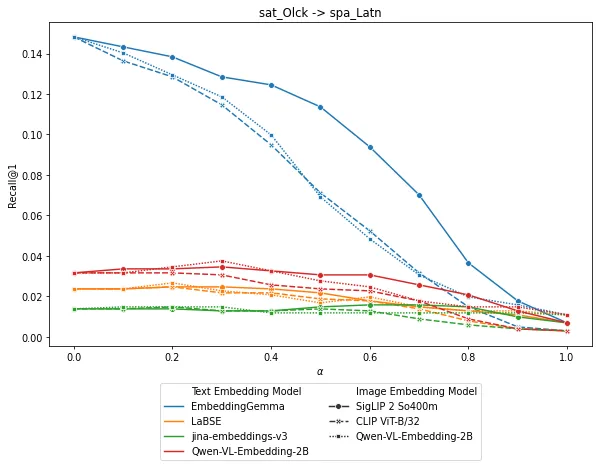 sat_Olck -> spa_Latn
Recall@1
0.14
0.12
0.10
0.08
0.06
0.04
0.02
0.00
0.0 0.2 0.4 0.6 0.8 1.0
α
Text Embedding Model
EmbeddingGemma
LaBSE
jina-embeddings-v3
Qwen-VL-Embedding-2B
Image Embedding Model
SigLIP 2 So400m
CLIP ViT-B/32
Qwen-VL-Embedding-2B